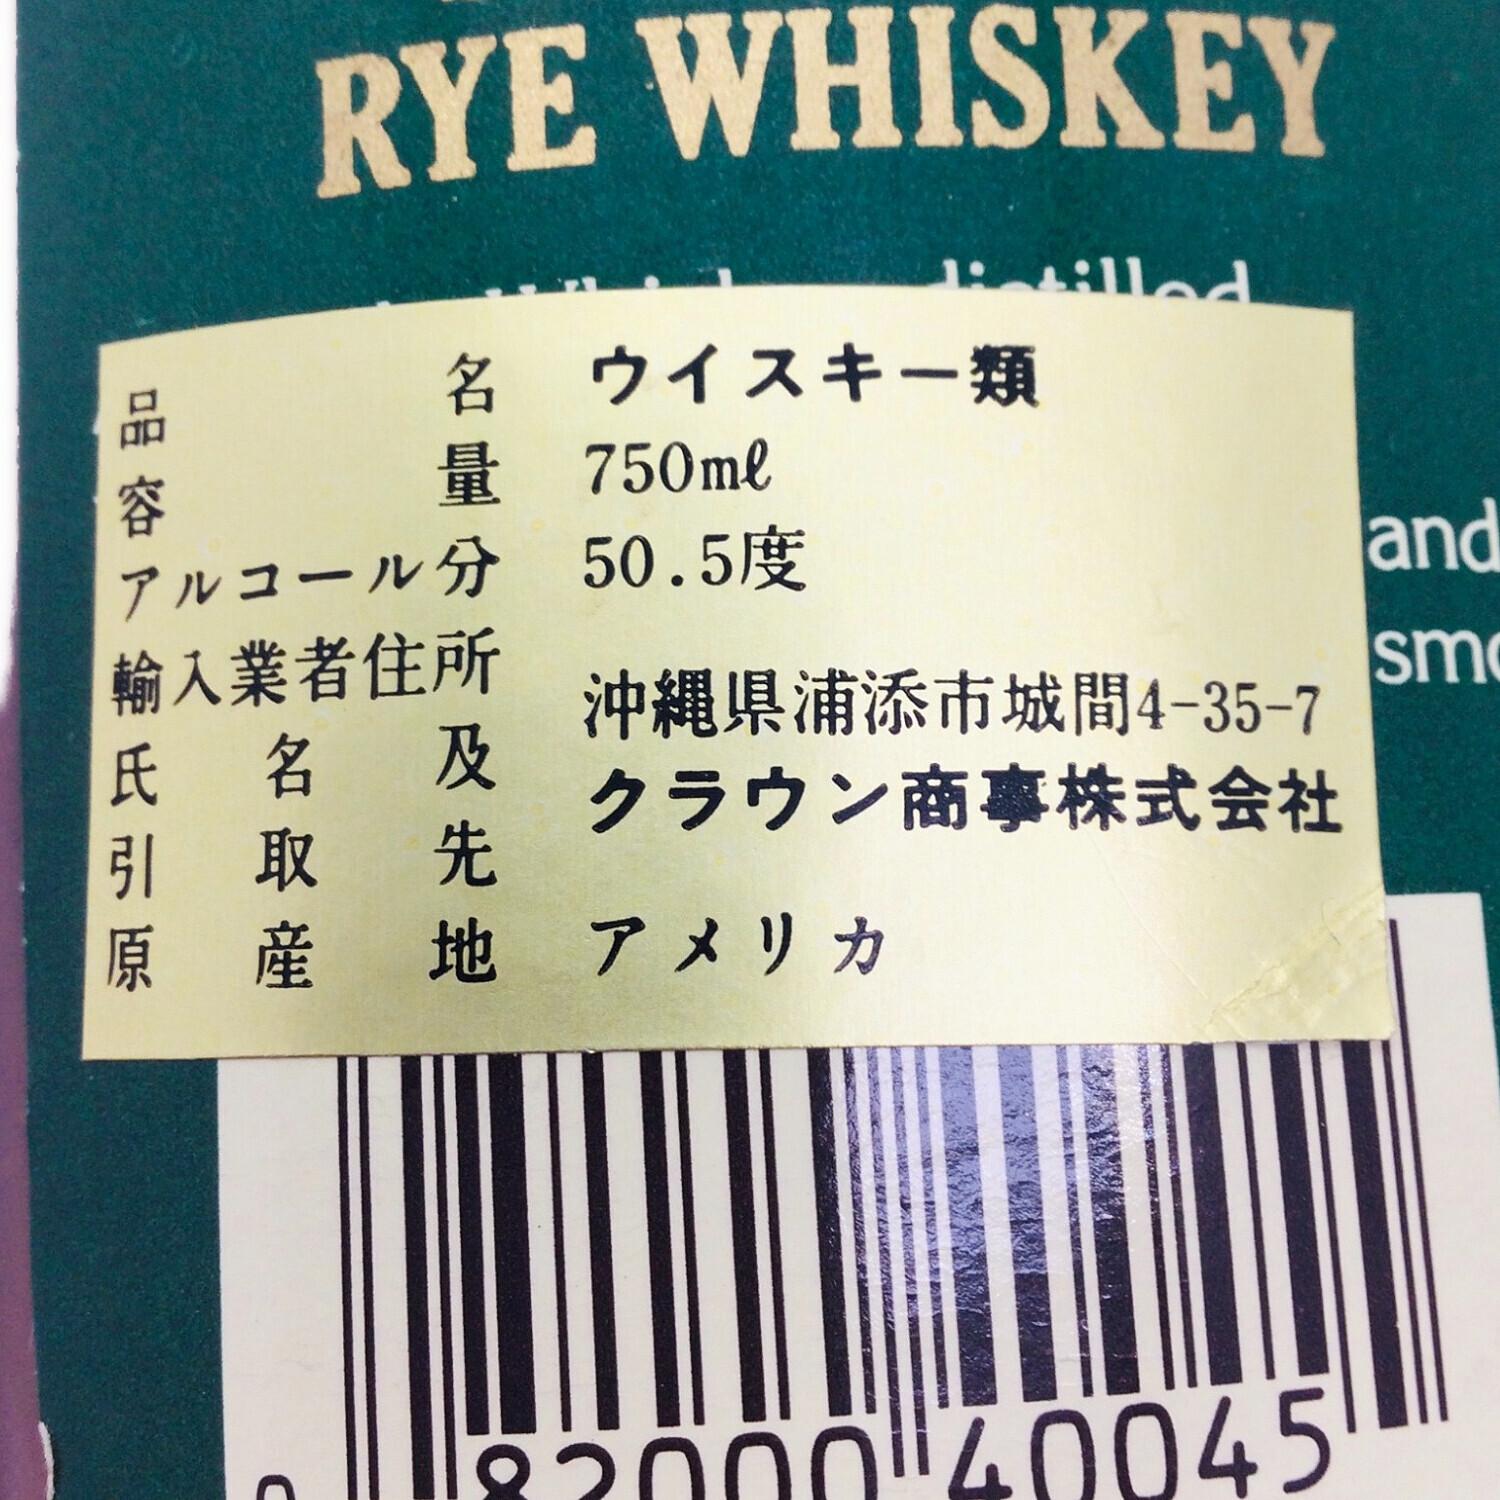 RYE WHISKEY
distilled
品名 ウイスキー類
容量 750mℓ
and
アルコール分 50.5度
輸入業者住所
氏名及 沖縄県浦添市城間4-35-7
引取先 クラウン商事株式会社
原産地 アメリカ
82000 40045